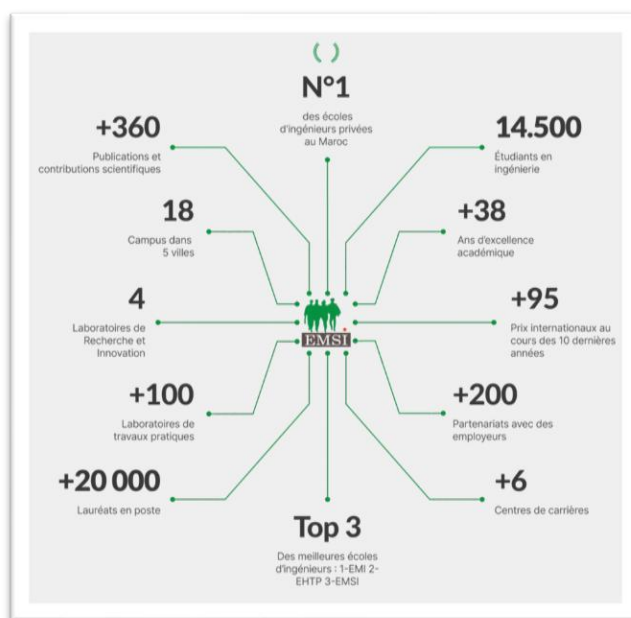 N°1
des écoles
d'ingénieurs privées
au Maroc
+360
Publications et
contributions scientifiques
14.500
Étudiants en
ingénierie
18
Campus dans
5 villes
+38
Ans d'excellence
académique
4
Laboratoires de
Recherche et
Innovation
EMSI
+95
Prix internationaux au
cours des 10 dernières
années
+100
Laboratoires de
travaux pratiques
+200
Partenariats avec des
employeurs
+20 000
Lauréats en poste
+6
Centres de carrières
Top 3
Des meilleures écoles
d'ingénieurs : 1-EMI 2-
EHTP 3-EMSI